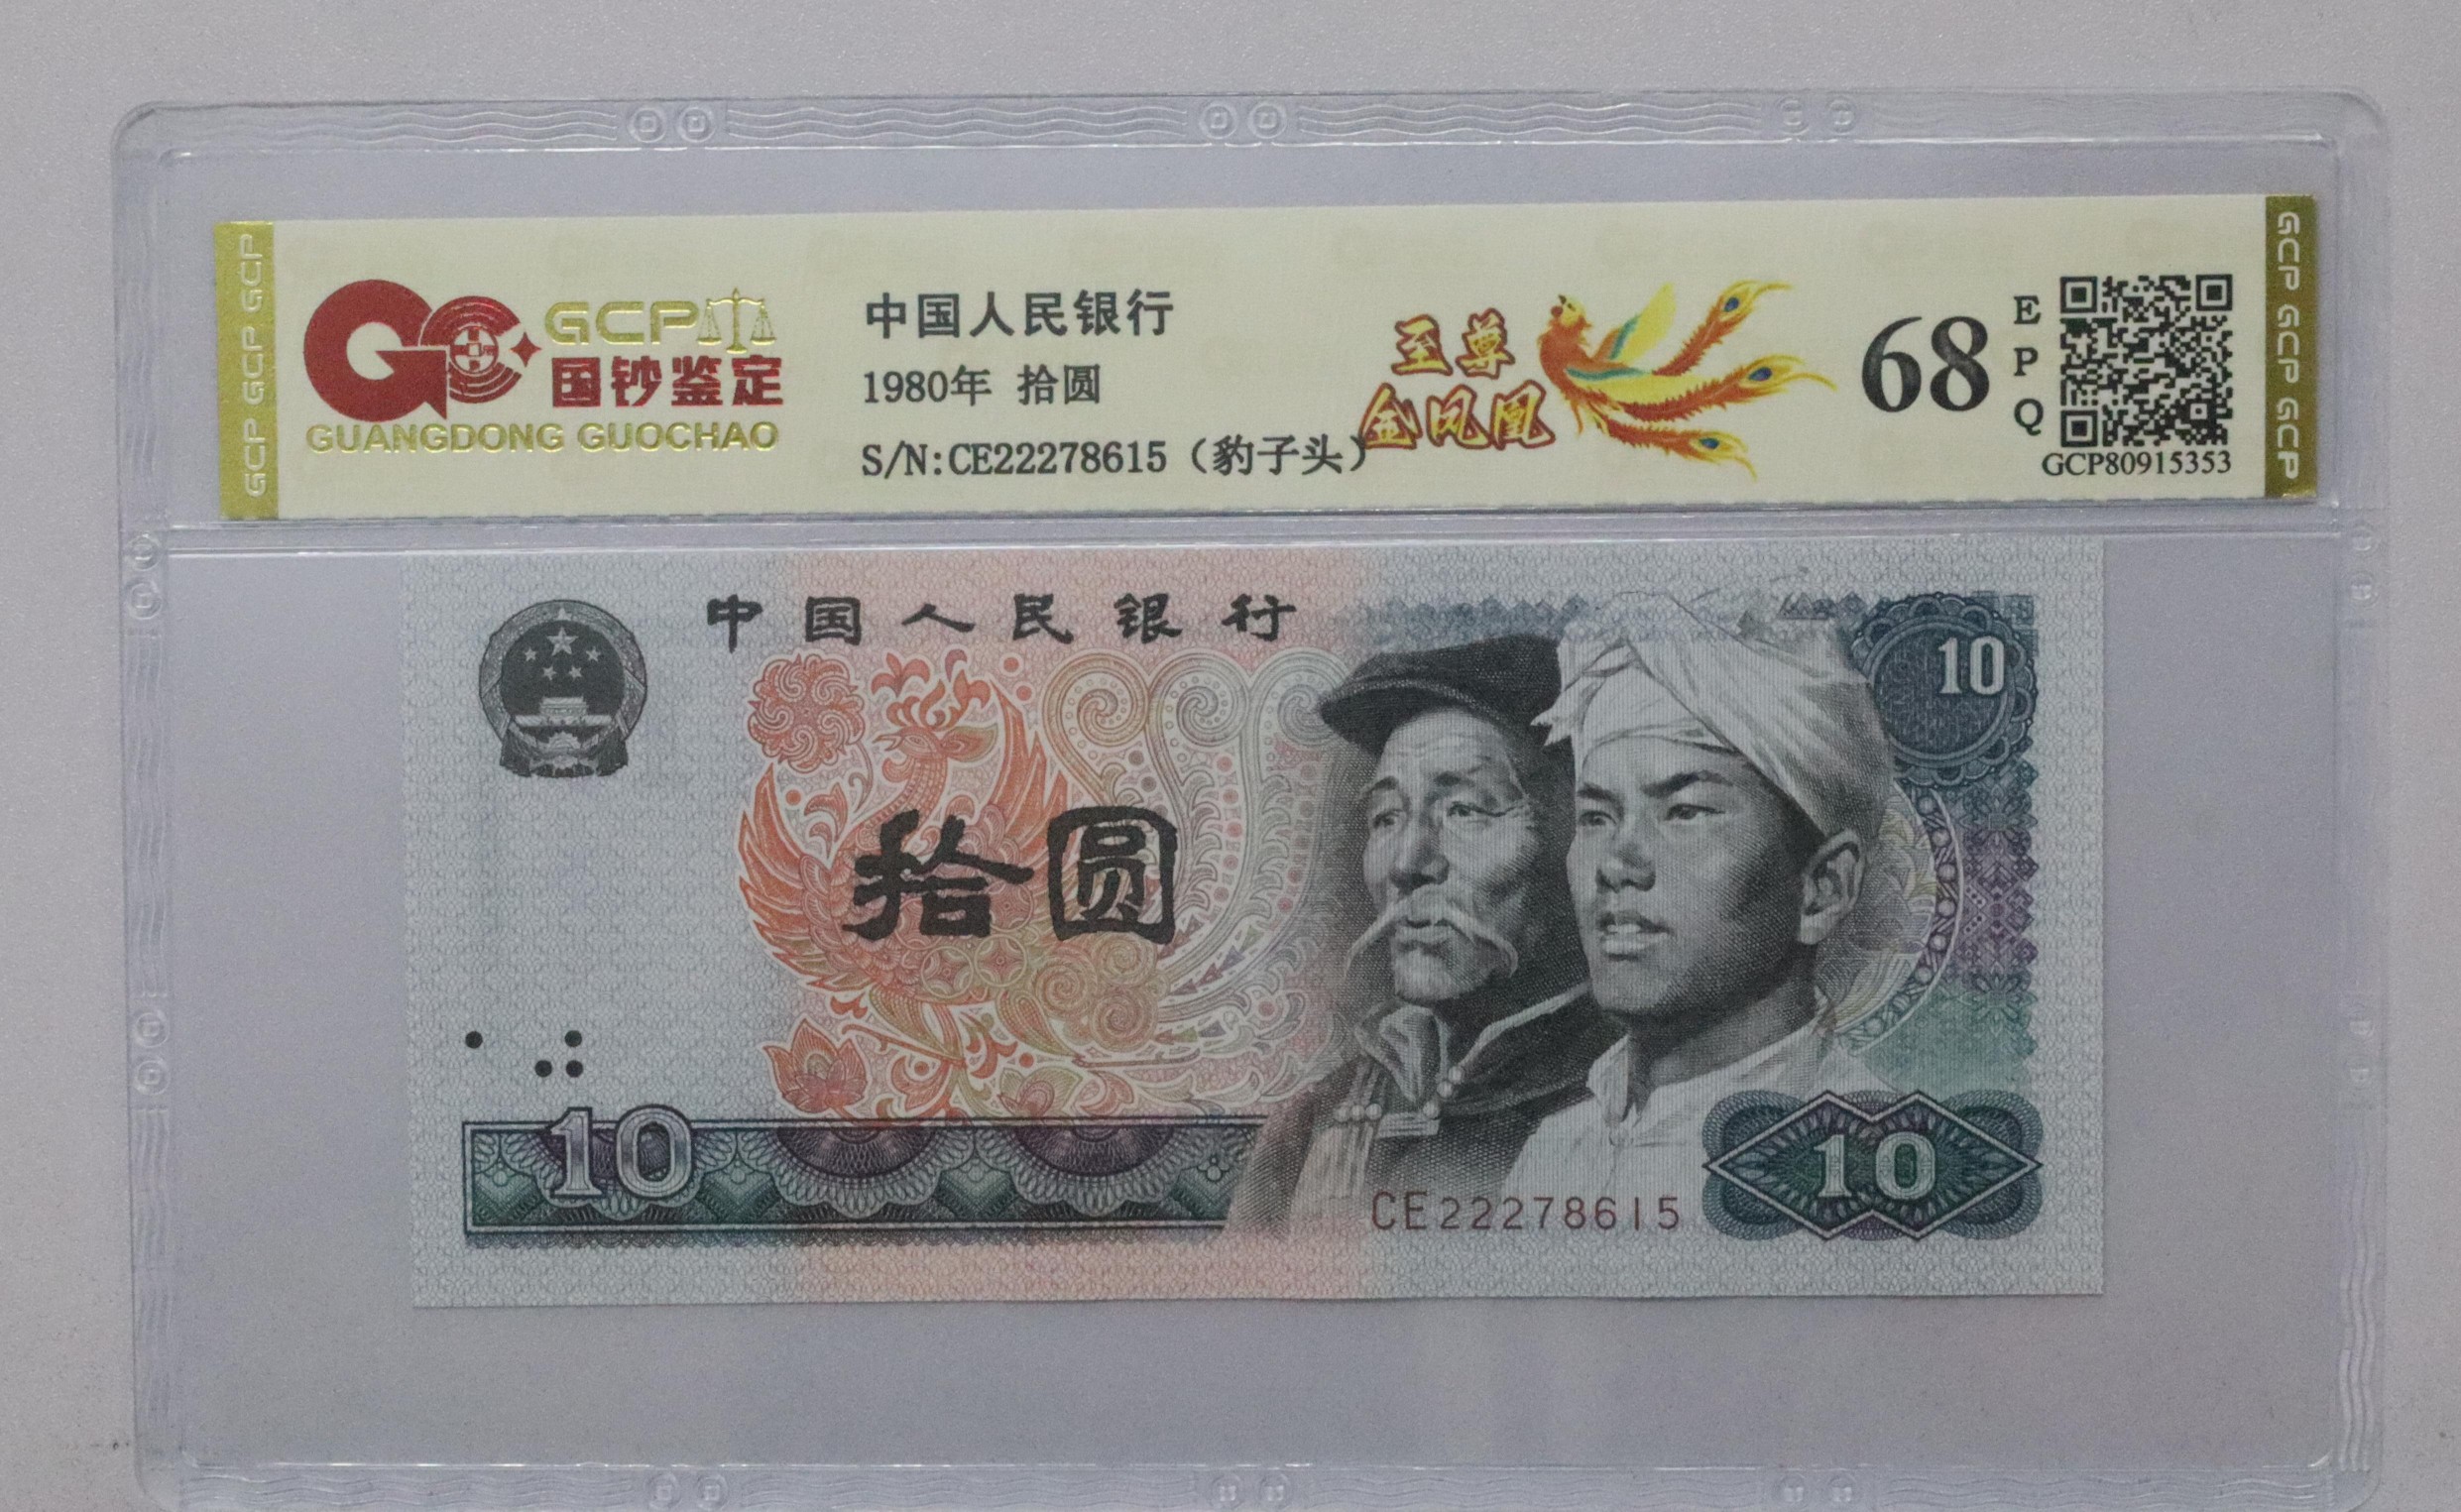 GCP GCP GCP
GCP
国钞鉴定
GUANGDONG GUOCHAO
中国人民银行
1980年 拾圆
S/N:CE22278615（豹子头）
至尊
金凤凰
68
E
P
Q
GCP80915353
GCP GCP GCP
中国人民银行
10
拾圆
10
CE22278615
10